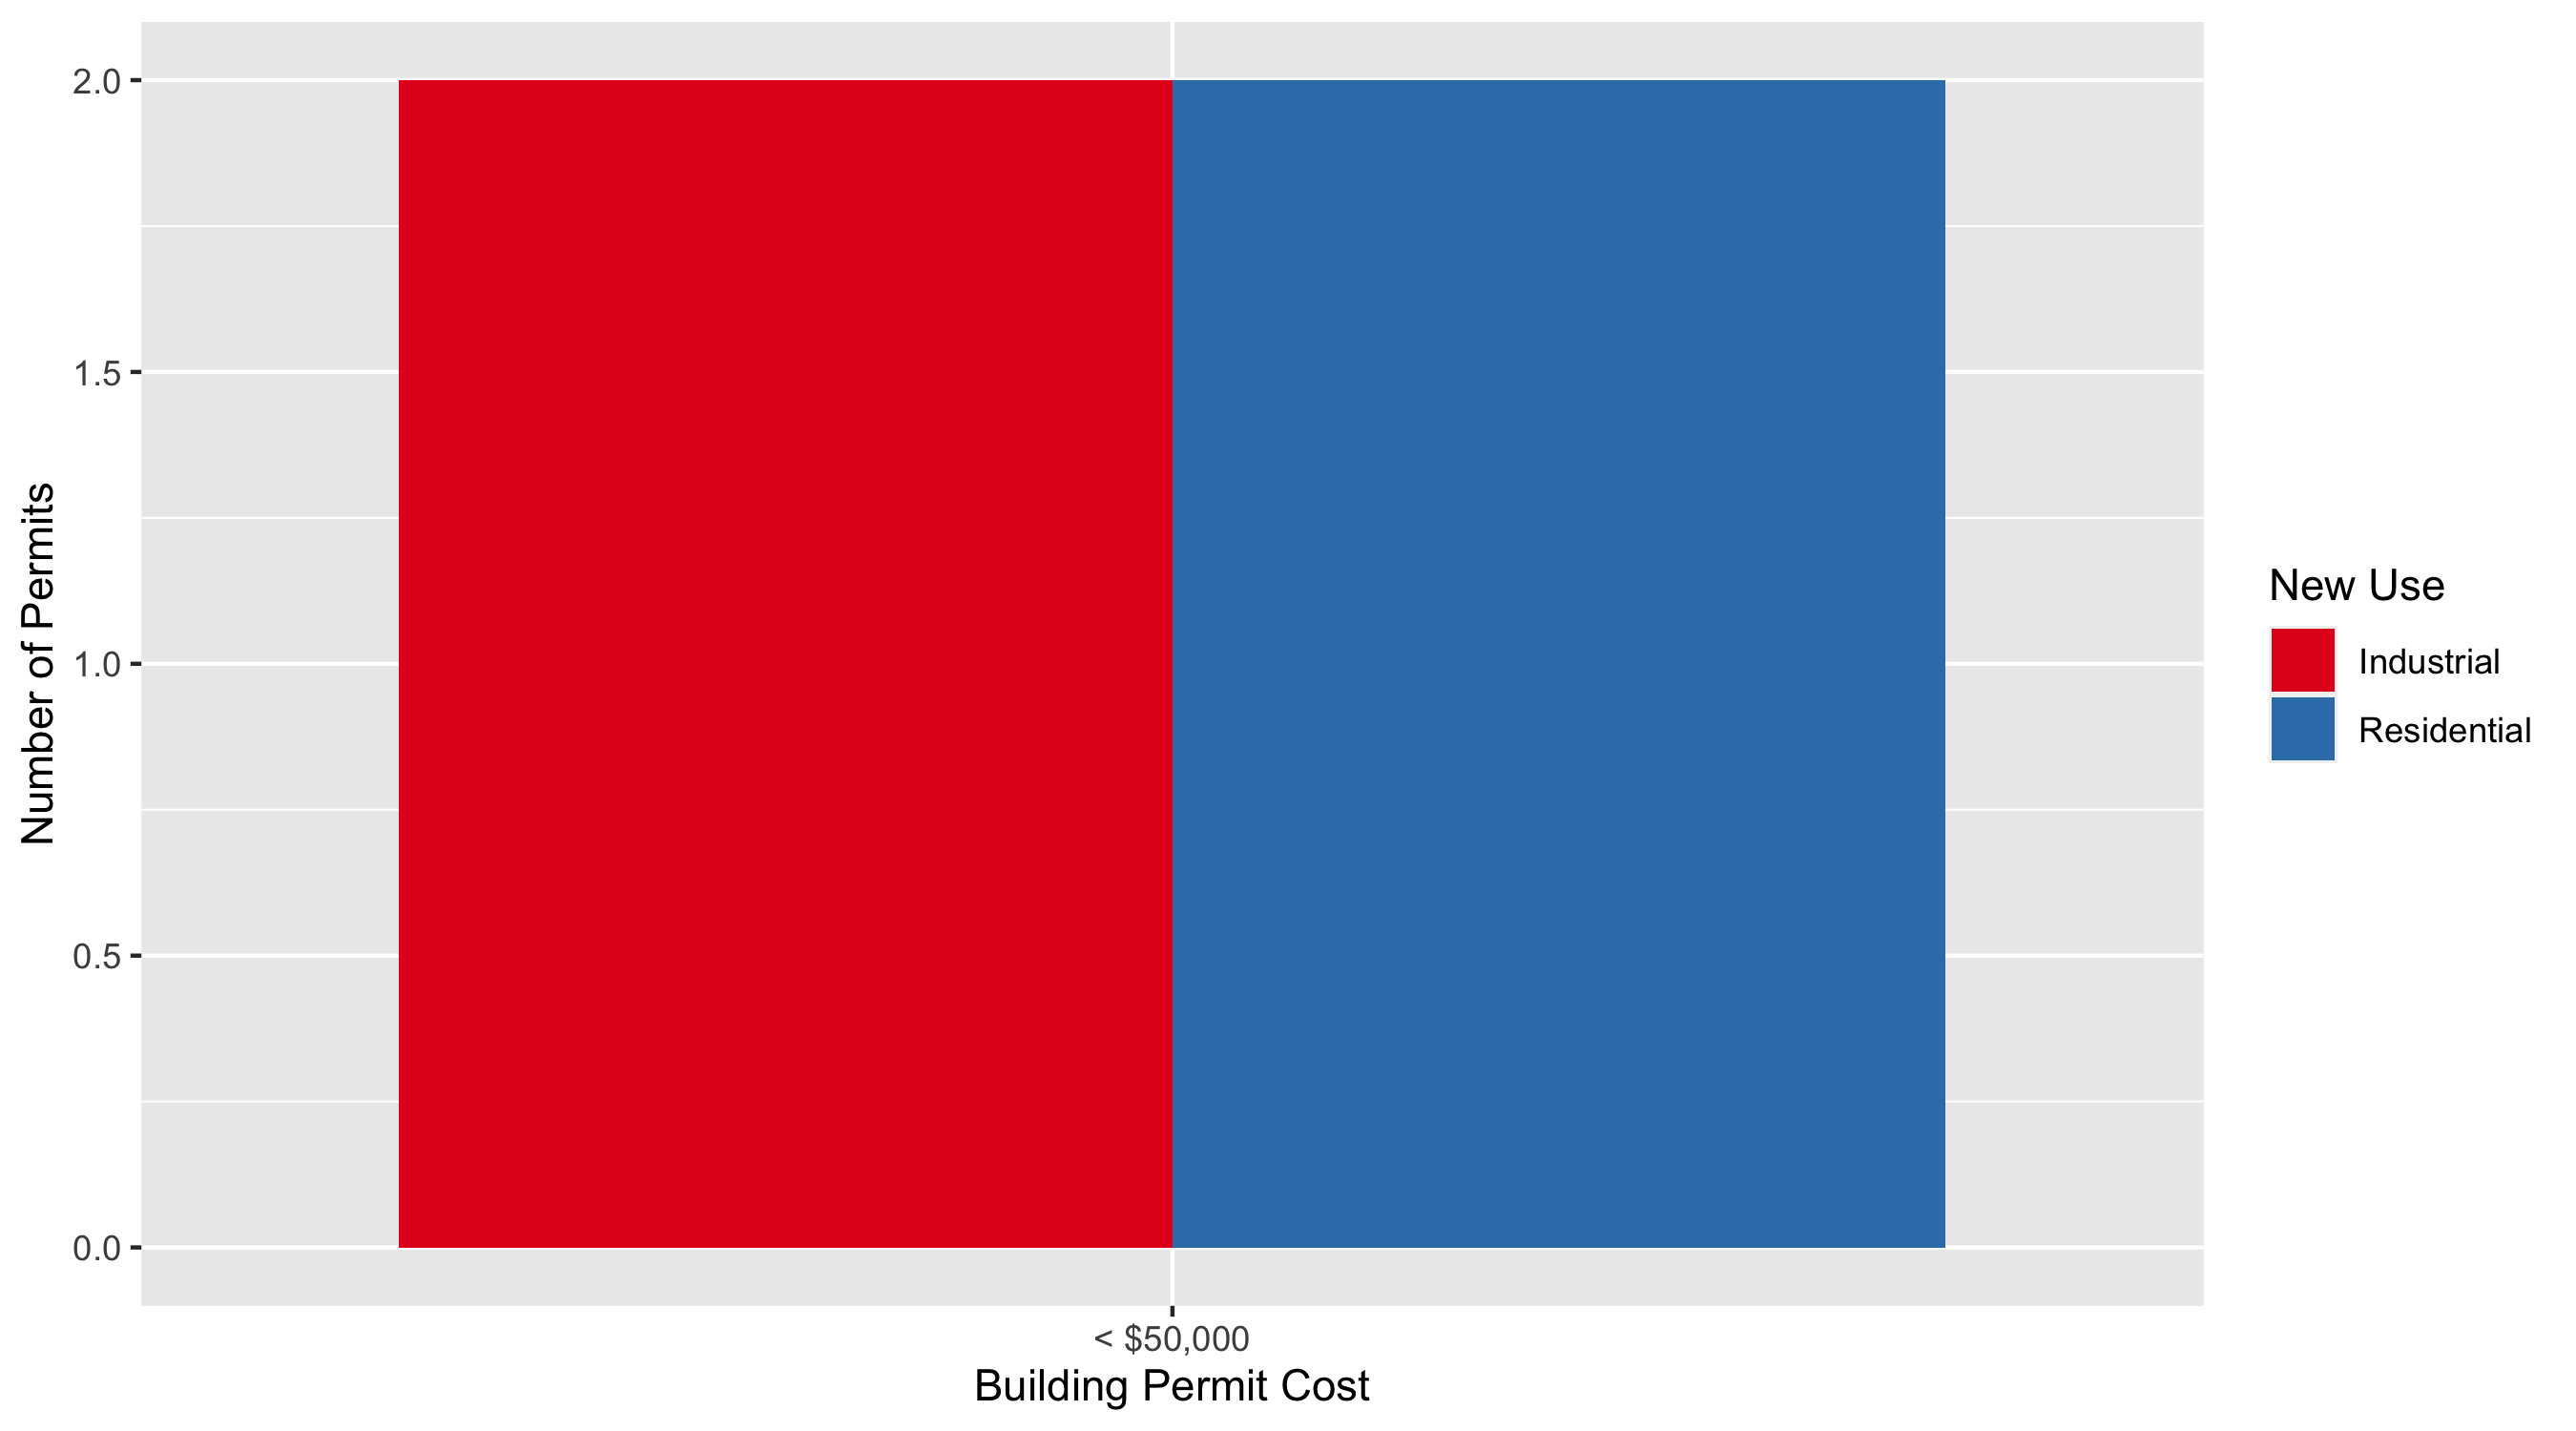 2.0
1.5
1.0
0.5
0.0
Number of Permits
< $50,000
Building Permit Cost
New Use
Industrial
Residential